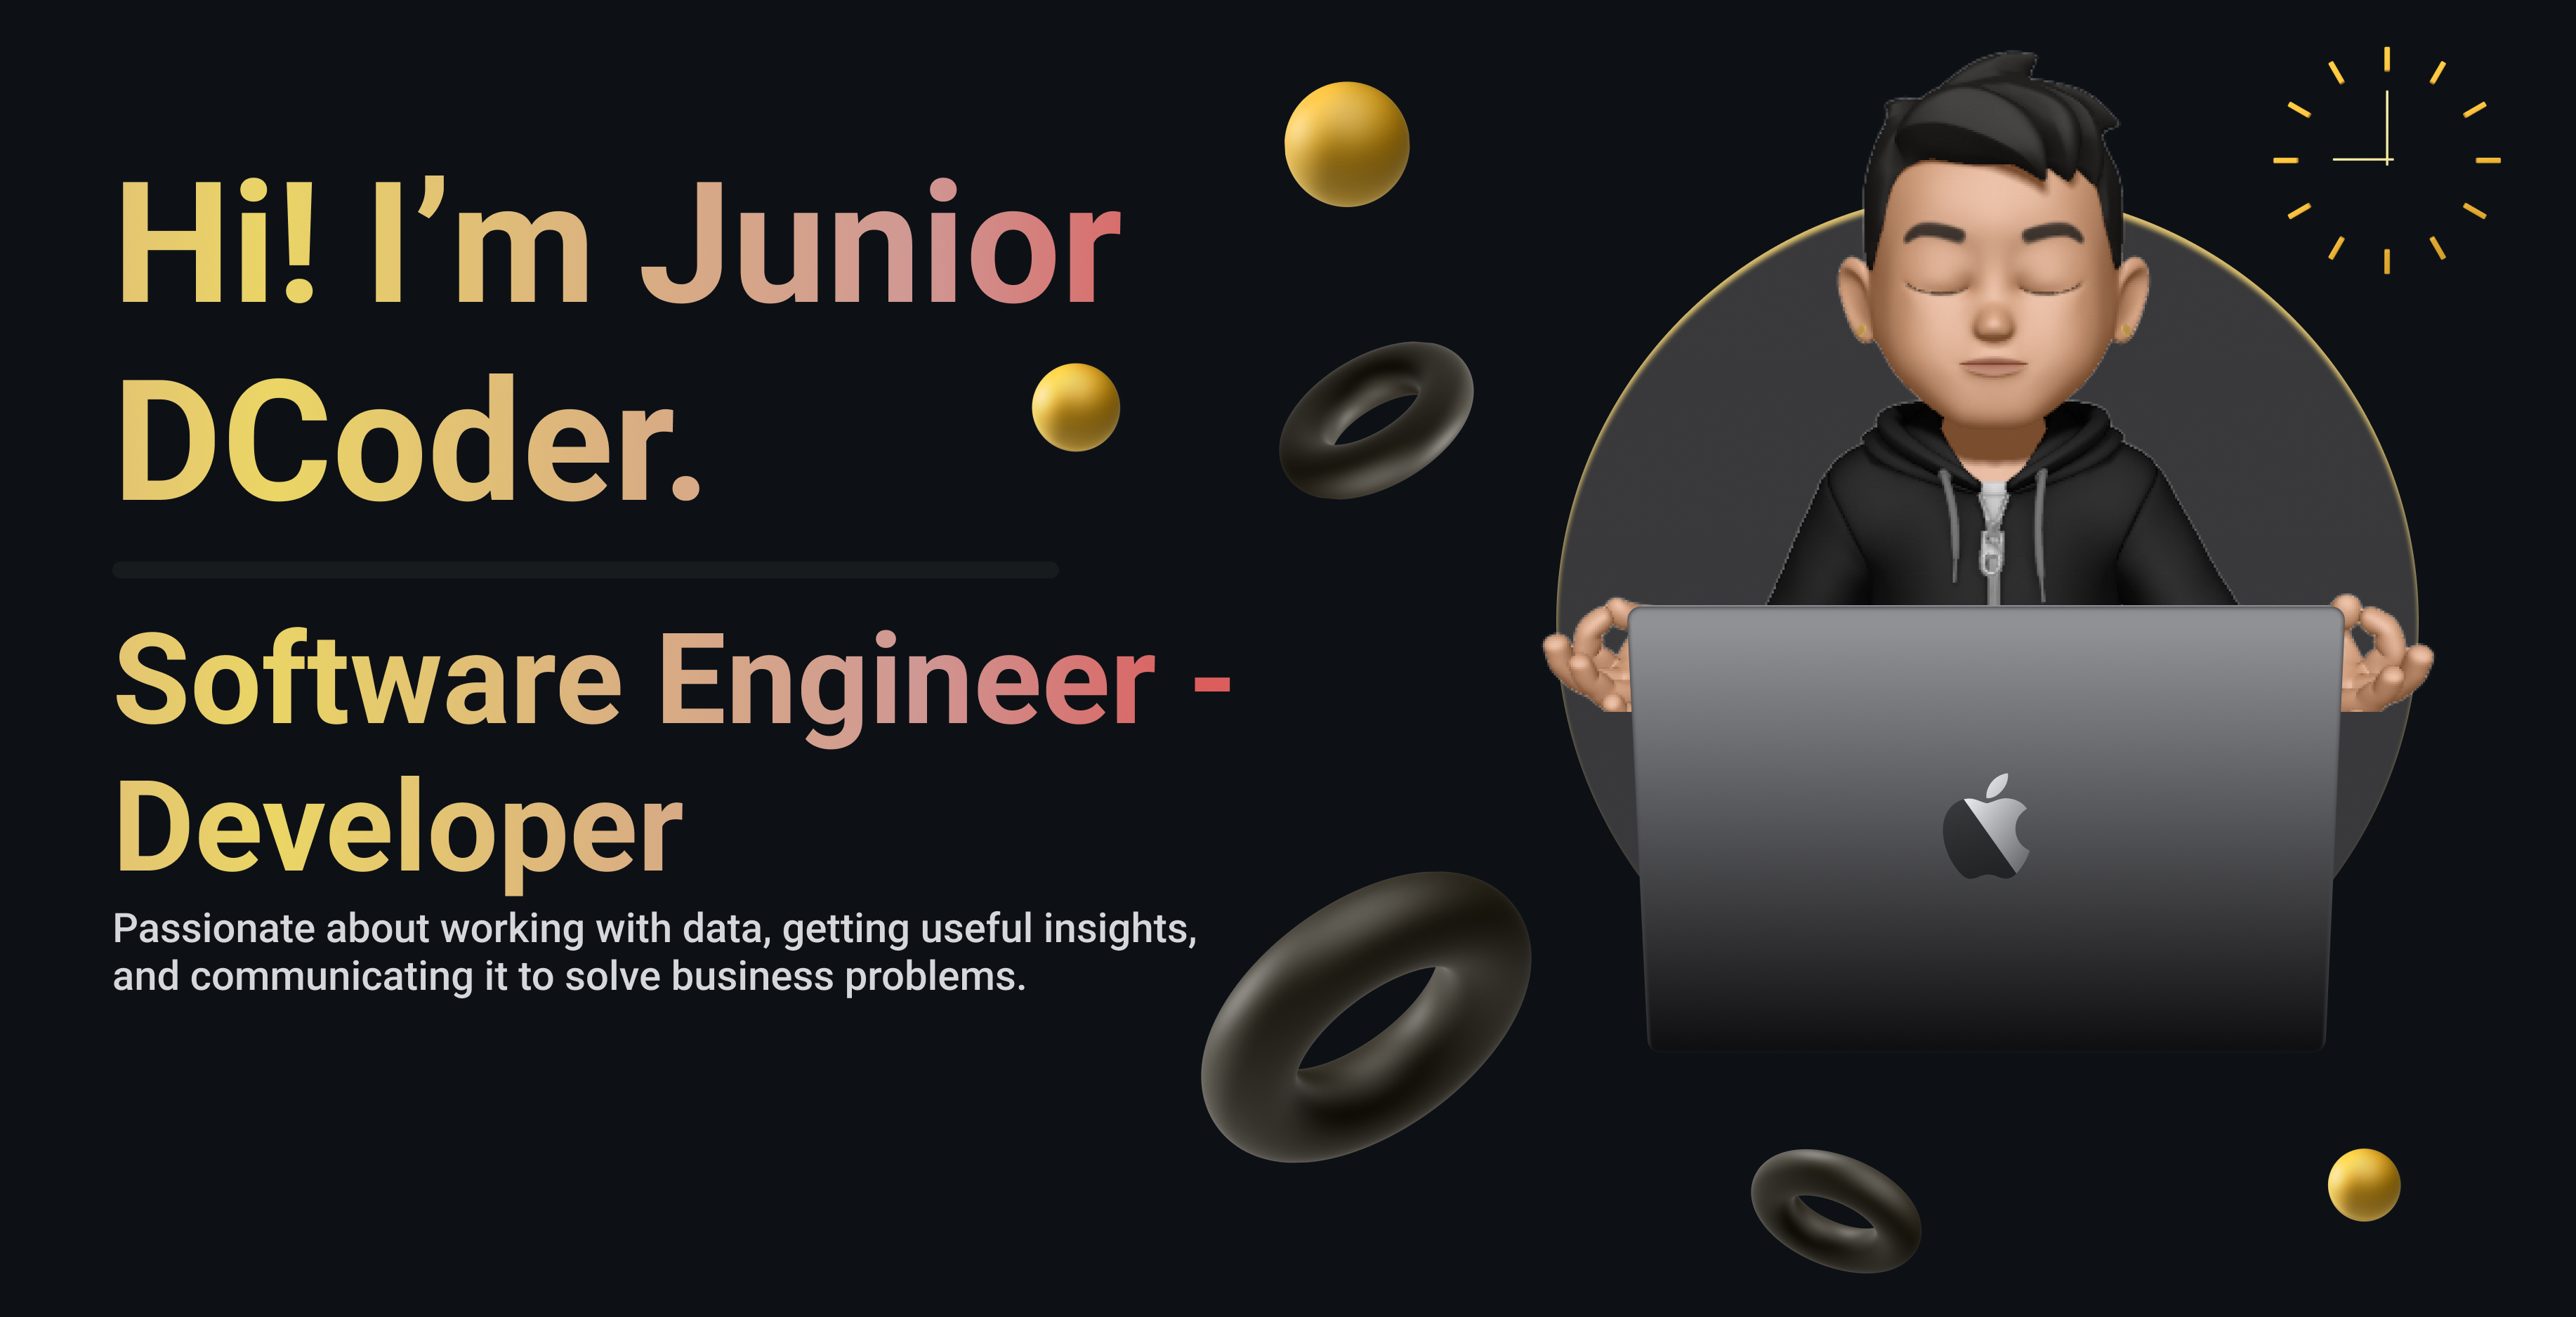 Hi! I’m Junior
DCoder.
Software Engineer -
Developer
Passionate about working with data, getting useful insights,
and communicating it to solve business problems.